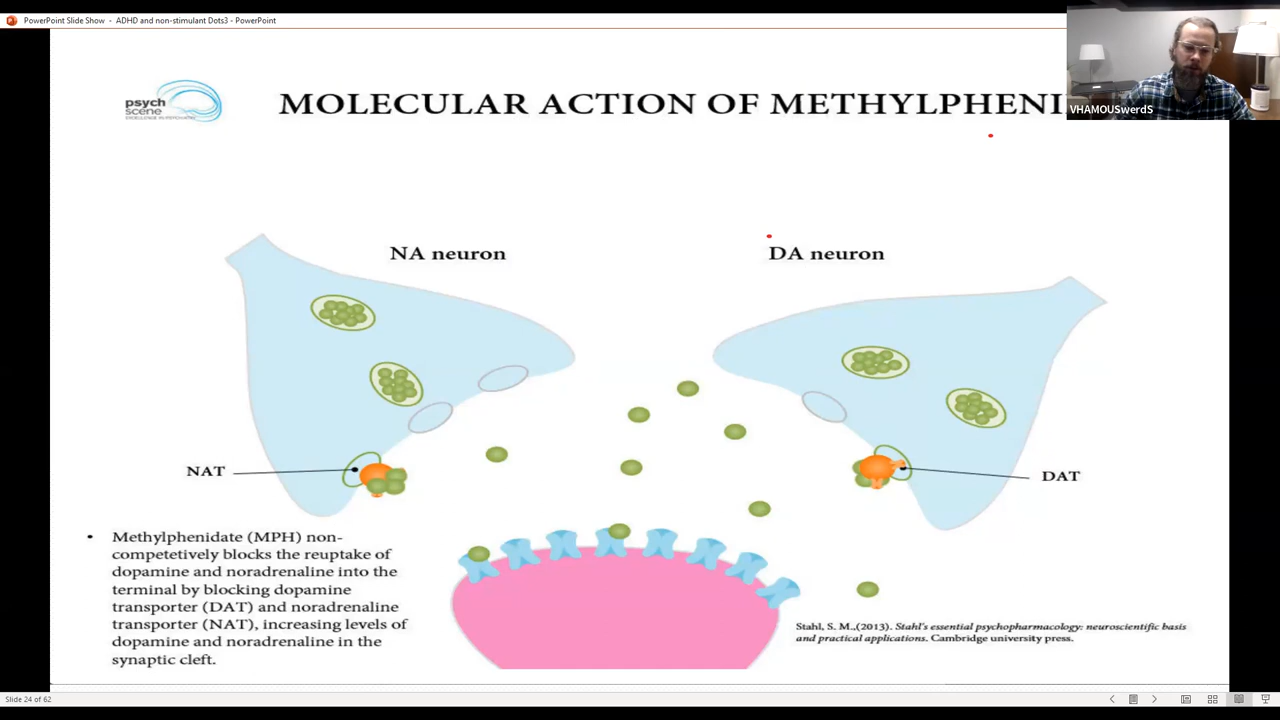 PowerPoint Slide Show - ADHD and non-stimulant Dots3 - PowerPoint
VHAMOUSwerdS
psych
scene
MOLECULAR ACTION OF METHYLPHENI
NA neuron
DA neuron
NAT
DAT
• Methylphenidate (MPH) non-
competetively blocks the reuptake of
dopamine and noradrenaline into the
terminal by blocking dopamine
transporter (DAT) and noradrenaline
transporter (NAT), increasing levels of
dopamine and noradrenaline in the
synaptic cleft.
Stahl, S. M.,(2013). Stahl's essential psychopharmacology: neuroscientific basis
and practical applications. Cambridge university press.
Slide 24 of 62